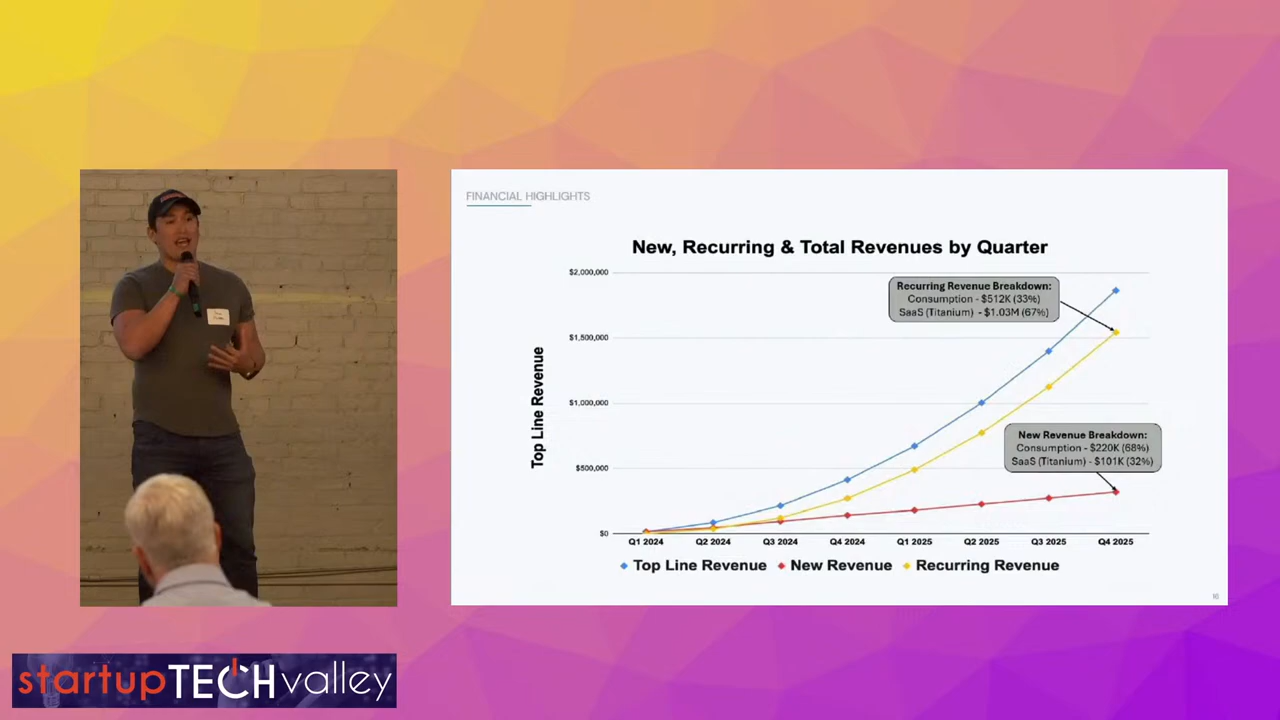 FINANCIAL HIGHLIGHTS
New, Recurring & Total Revenues by Quarter
Top Line Revenue
$2,000,000
$1,500,000
$1,000,000
$500,000
$0
Recurring Revenue Breakdown:
Consumption - $512K (33%)
SaaS (Titanium) - $1.03M (67%)
New Revenue Breakdown:
Consumption - $220K (68%)
SaaS (Titanium) - $101K (32%)
Q1 2024 Q2 2024 Q3 2024 Q4 2024 Q1 2025 Q2 2025 Q3 2025 Q4 2025
Top Line Revenue New Revenue Recurring Revenue
10
startupTECHvalley